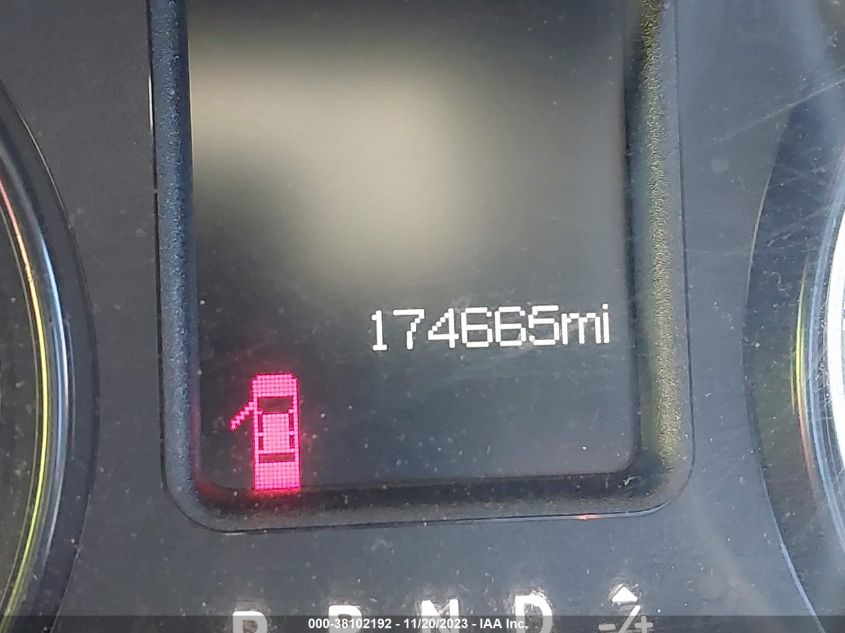 174665mi
P R N D -/+
000-38102192 - 11/20/2023 - IAA Inc.